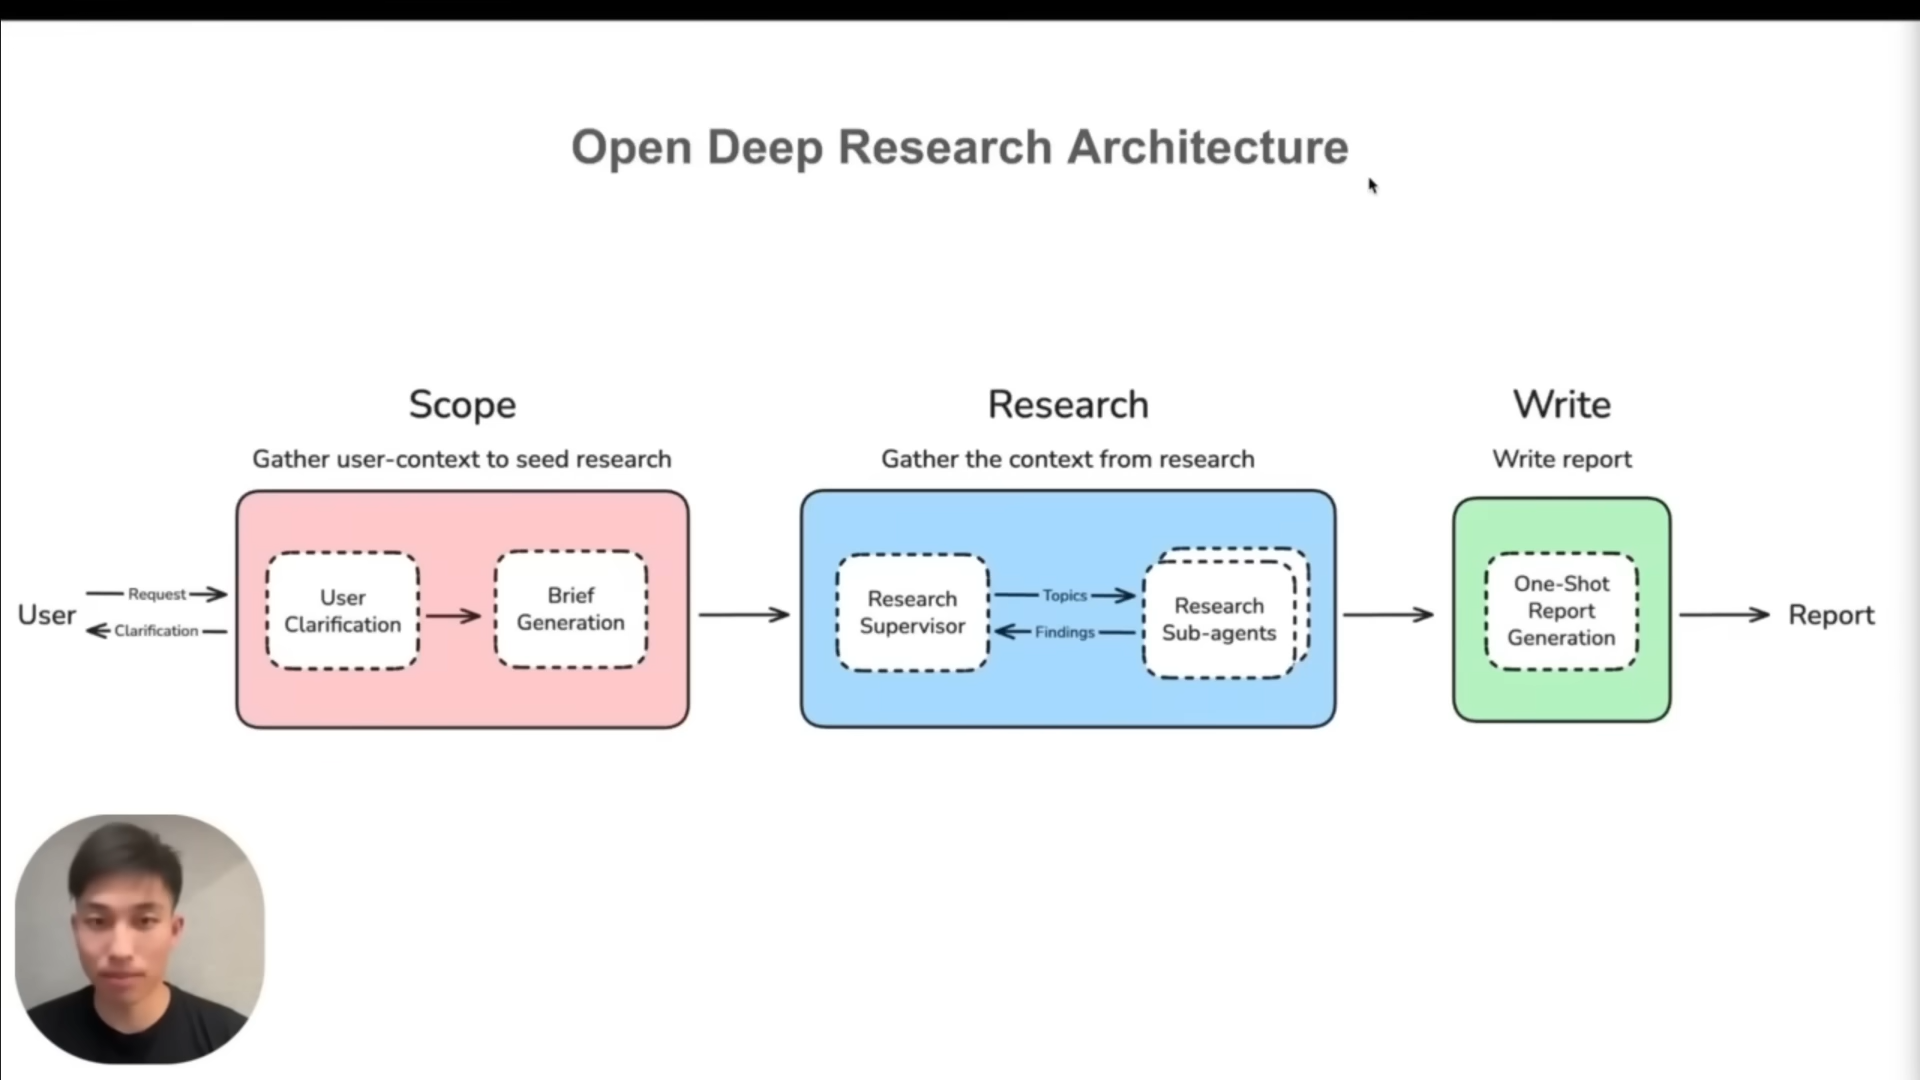 Open Deep Research Architecture
Scope
Gather user-context to seed research
Research
Gather the context from research
Write
Write report
User
Request
Clarification
User
Clarification
Brief
Generation
Research
Supervisor
Topics
Findings
Research
Sub-agents
One-Shot
Report
Generation
Report